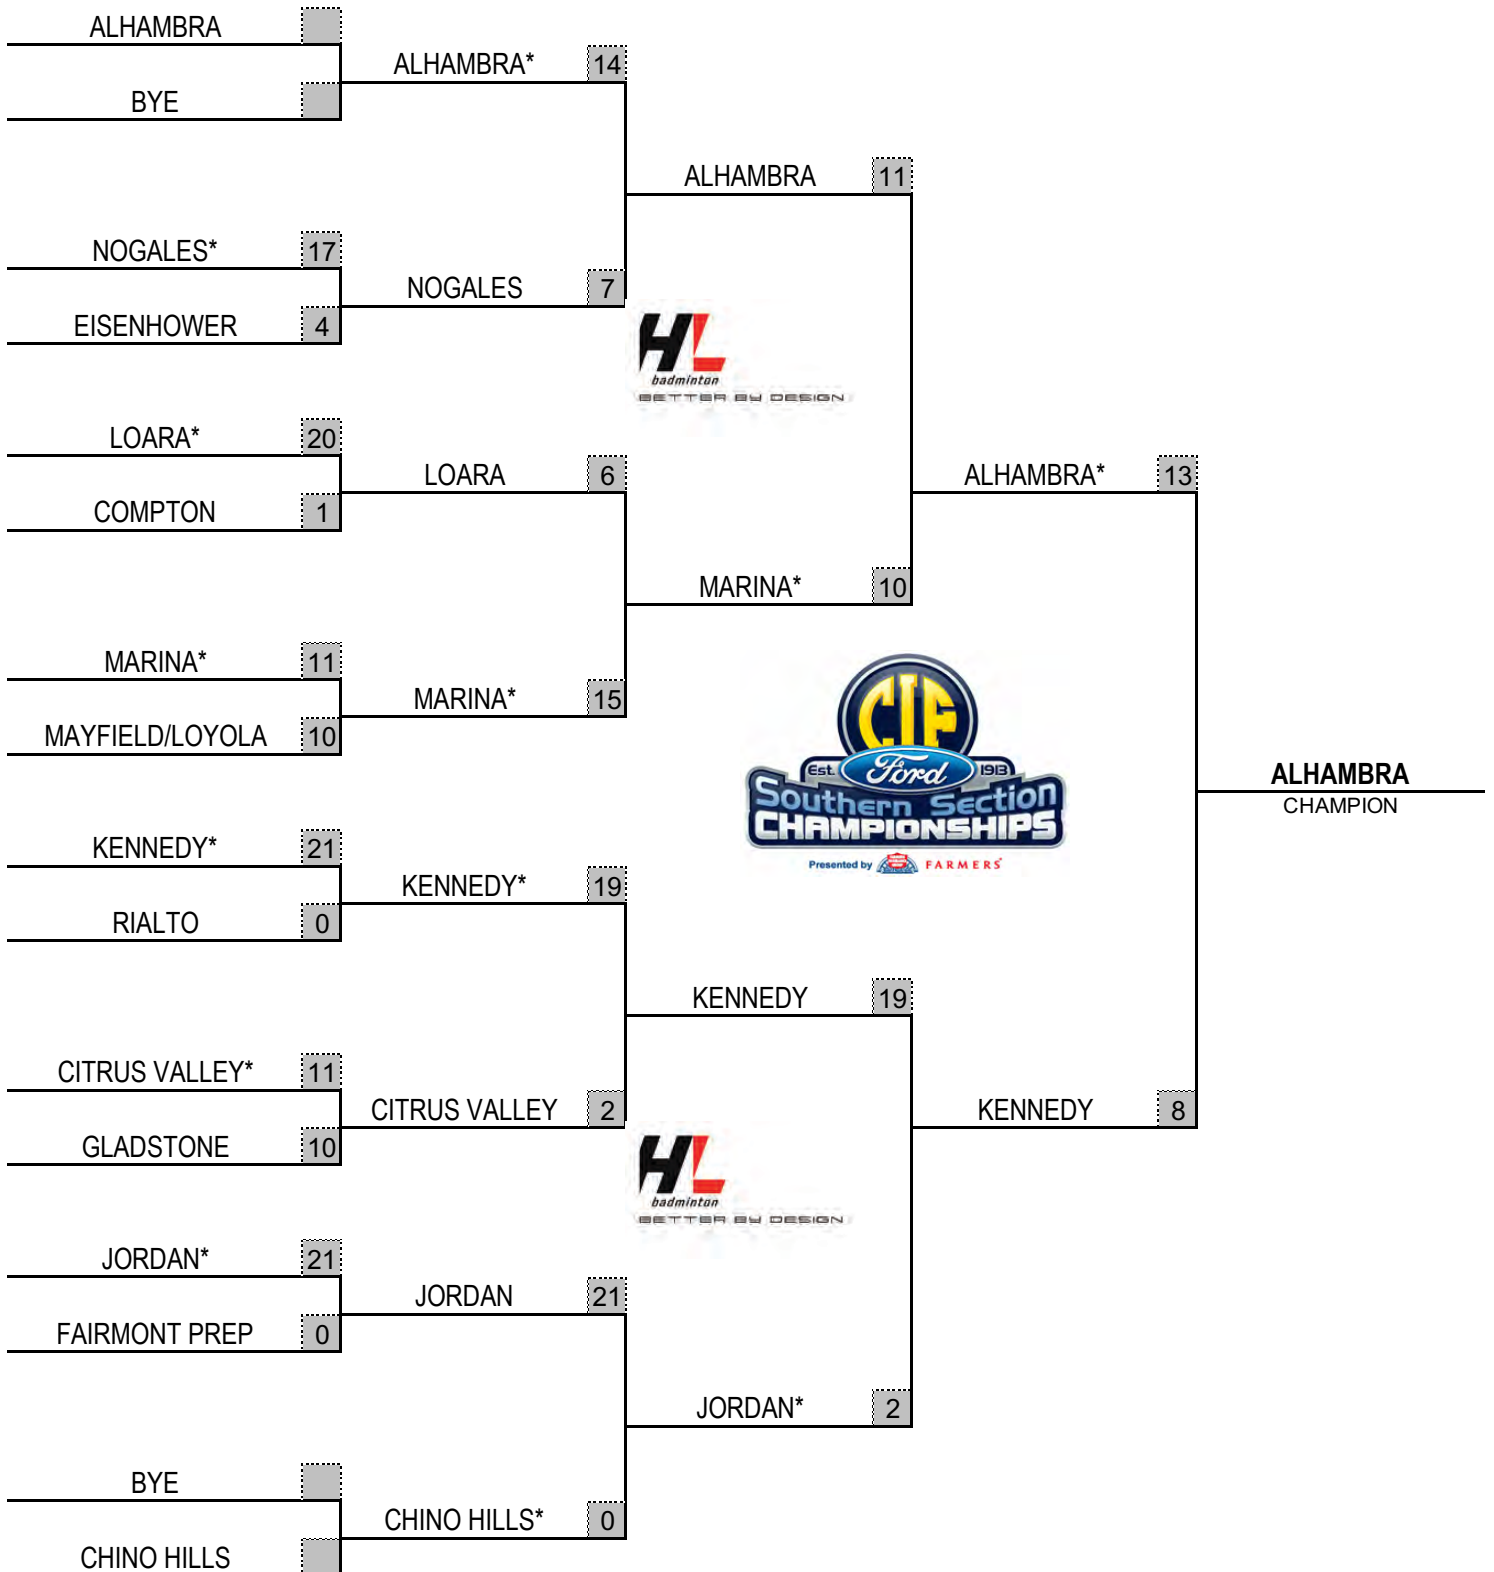 ALHAMBRA
ALHAMBRA* 14
BYE
ALHAMBRA 11
NOGALES* 17
NOGALES 7
EISENHOWER 4
HL
badminton
BETTER BY DESIGN
LOARA* 20
LOARA 6
ALHAMBRA* 13
COMPTON 1
MARINA* 10
MARINA* 11
MARINA* 15
MAYFIELD/LOYOLA 10
CIF
Est. Ford 1913
Southern Section
CHAMPIONSHIPS
Presented by FARMERS
ALHAMBRA
CHAMPION
KENNEDY* 21
KENNEDY* 19
RIALTO 0
KENNEDY 19
CITRUS VALLEY* 11
CITRUS VALLEY 2
KENNEDY 8
GLADSTONE 10
HL
badminton
BETTER BY DESIGN
JORDAN* 21
JORDAN 21
FAIRMONT PREP 0
JORDAN* 2
BYE
CHINO HILLS* 0
CHINO HILLS